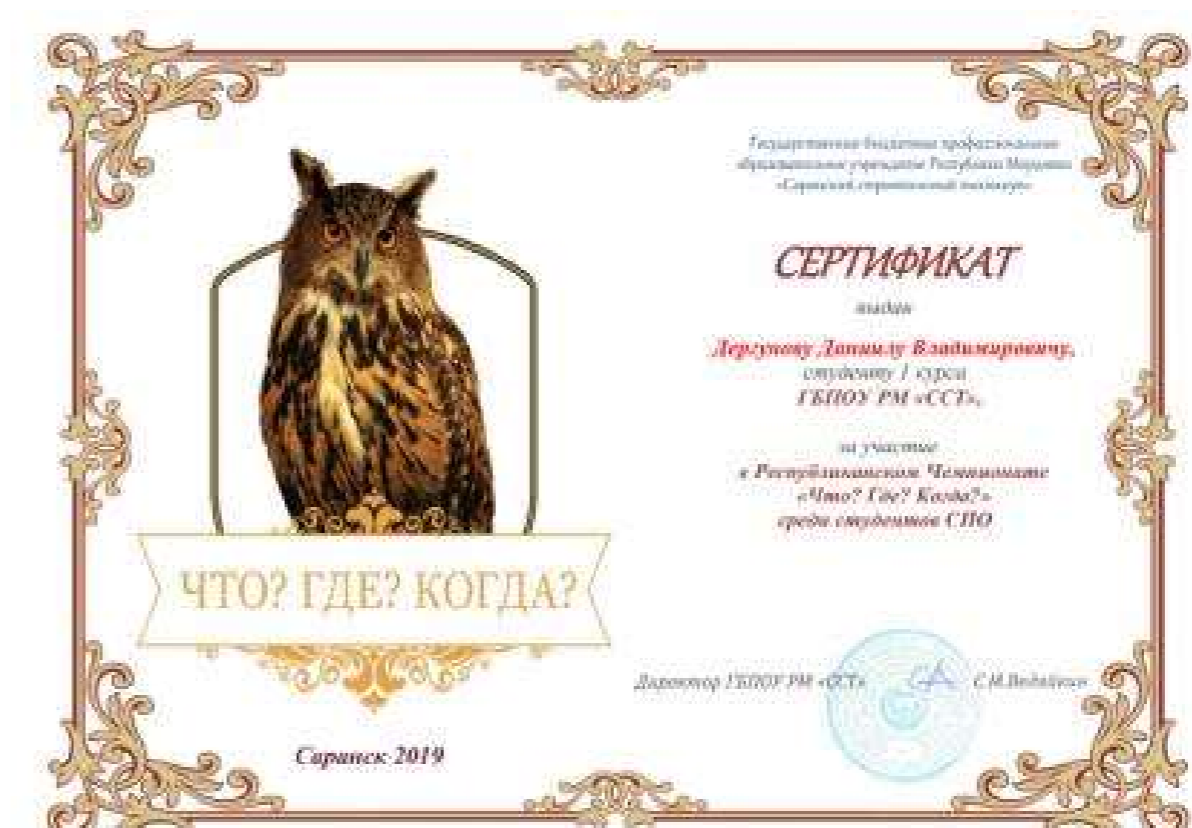 Государственное бюджетное профессиональное
образовательное учреждение Республики Мордовия
«Саранский строительный техникум»
СЕРТИФИКАТ
выдан
Дергунову Даниилу Владимировичу,
студенту 1 курса
ГБПОУ РМ «ССТ»,
за участие
в Республиканском Чемпионате
«Что? Где? Когда?»
среди студентов СПО
ЧТО? ГДЕ? КОГДА?
Директор ГБПОУ РМ «ССТ»
Саранск 2019